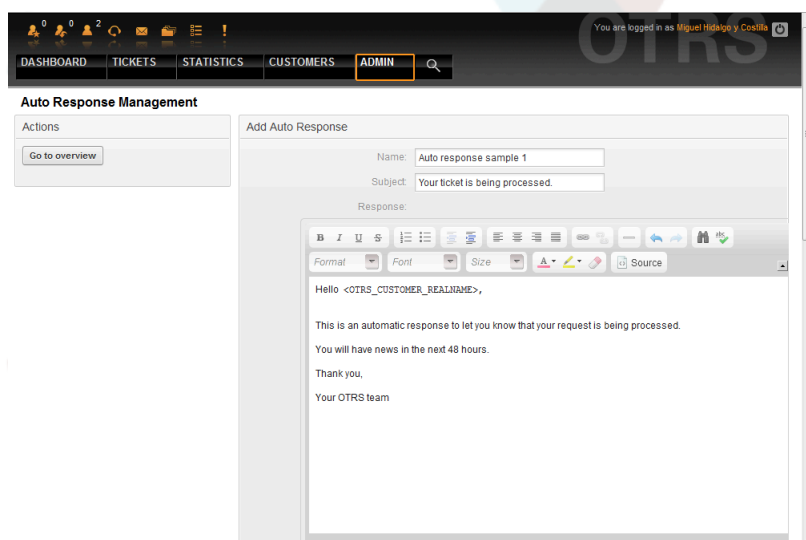 0 0 2
You are logged in as Miguel Hidalgo y Costilla
OTRS
DASHBOARD TICKETS STATISTICS CUSTOMERS ADMIN
Auto Response Management
Actions
Go to overview
Add Auto Response
Name: Auto response sample 1
Subject: Your ticket is being processed.
Response:
B I U S abc
Format Font Size A Source
Hello <OTRS_CUSTOMER_REALNAME>,
This is an automatic response to let you know that your request is being processed.
You will have news in the next 48 hours.
Thank you,
Your OTRS team